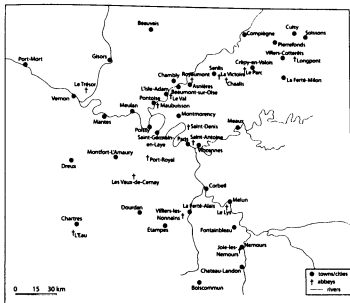 Beauvais
Compiègne
Cuisy
Soissons
Pierrefonds
Gisors
Crépy-en-Valois
Villers-Cotterêts
Longpont
Port-Mort
Senlis
Royaumont
La Victoire
Le Parc
Chambly
Asnières
Chaalis
La Ferté-Milon
Le Trésor
L'Isle-Adam
Beaumont-sur-Oise
Vernon
Pontoise
Le Val
Maubuisson
Meulan
Montmorency
Mantes
Saint-Denis
Meaux
Poissy
Saint-Germain
en-Laye
Saint-Antoine
Paris
Vincennes
Montfort-L'Amaury
Port-Royal
Dreux
Les Vaux-de-Cernay
Corbeil
Chartres
L'Eau
Dourdan
Villiers-les-
Nonnains
La Ferté-Alais
Melun
Le Lys
Étampes
Fontainbleau
Joie-les-
Nemours
Nemours
Chateau-Landon
Boiscommun
0 15 30 km
towns/cities
abbeys
rivers